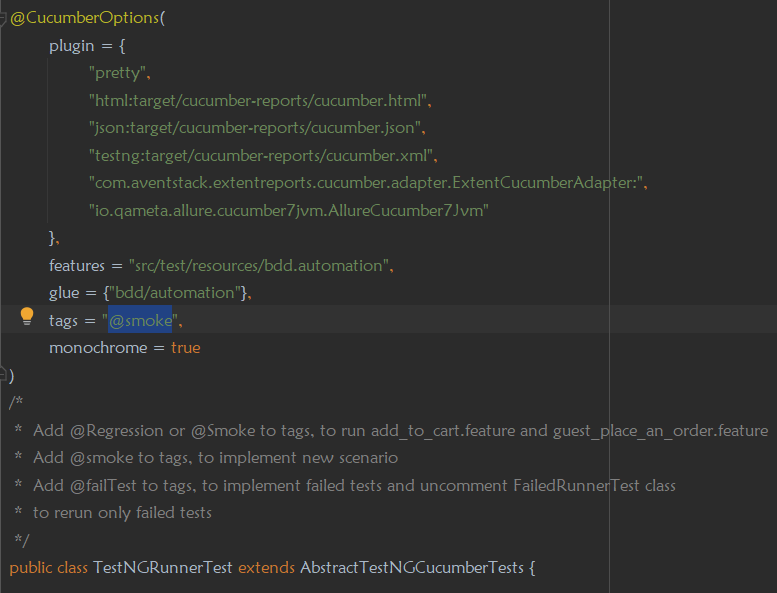 @CucumberOptions(
plugin = {
"pretty",
"html:target/cucumber-reports/cucumber.html",
"json:target/cucumber-reports/cucumber.json",
"testng:target/cucumber-reports/cucumber.xml",
"com.aventstack.extentreports.cucumber.adapter.ExtentCucumberAdapter:",
"io.qameta.allure.cucumber7jvm.AllureCucumber7Jvm"
},
features = "src/test/resources/bdd.automation",
glue = {"bdd/automation"},
tags = "@smoke",
monochrome = true
)
/*
* Add @Regression or @Smoke to tags, to run add_to_cart.feature and guest_place_an_order.feature
* Add @smoke to tags, to implement new scenario
* Add @failTest to tags, to implement failed tests and uncomment FailedRunnerTest class
* to rerun only failed tests
*/
public class TestNGRunnerTest extends AbstractTestNGCucumberTests {